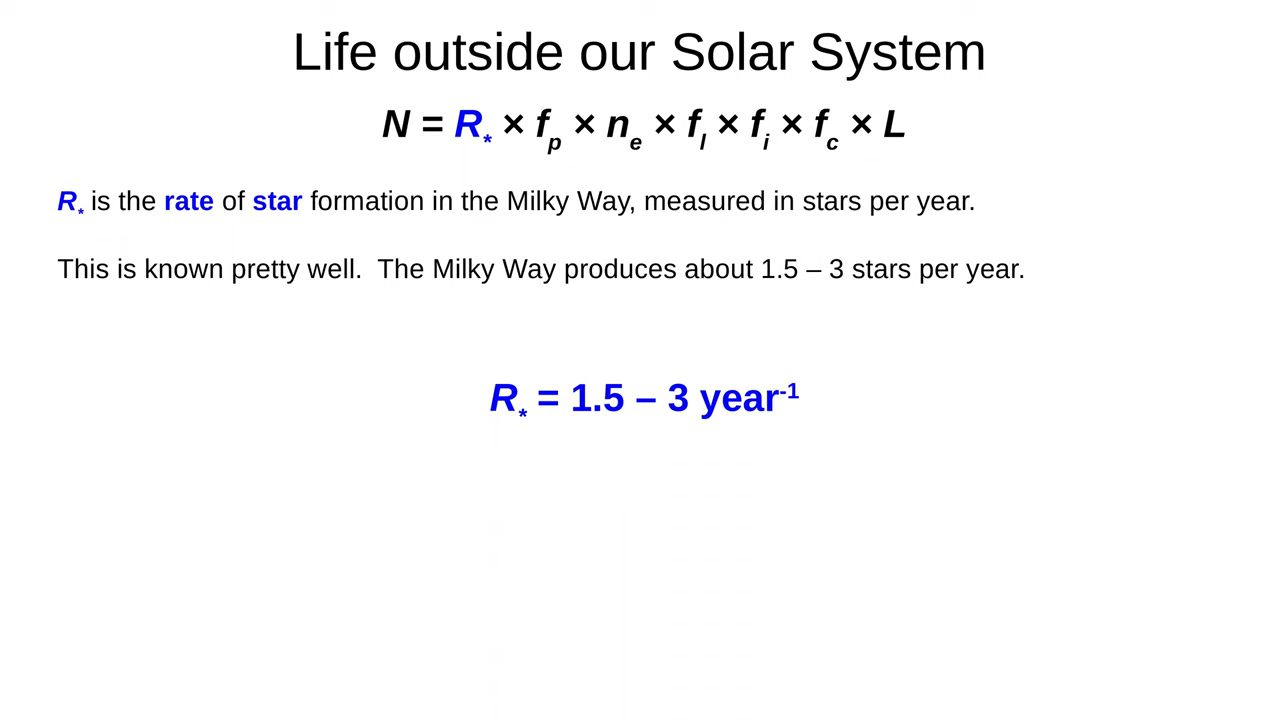 Life outside our Solar System
N = R* × fp × ne × fl × fi × fc × L
R* is the rate of star formation in the Milky Way, measured in stars per year.
This is known pretty well.  The Milky Way produces about 1.5 – 3 stars per year.
R* = 1.5 – 3 year-1